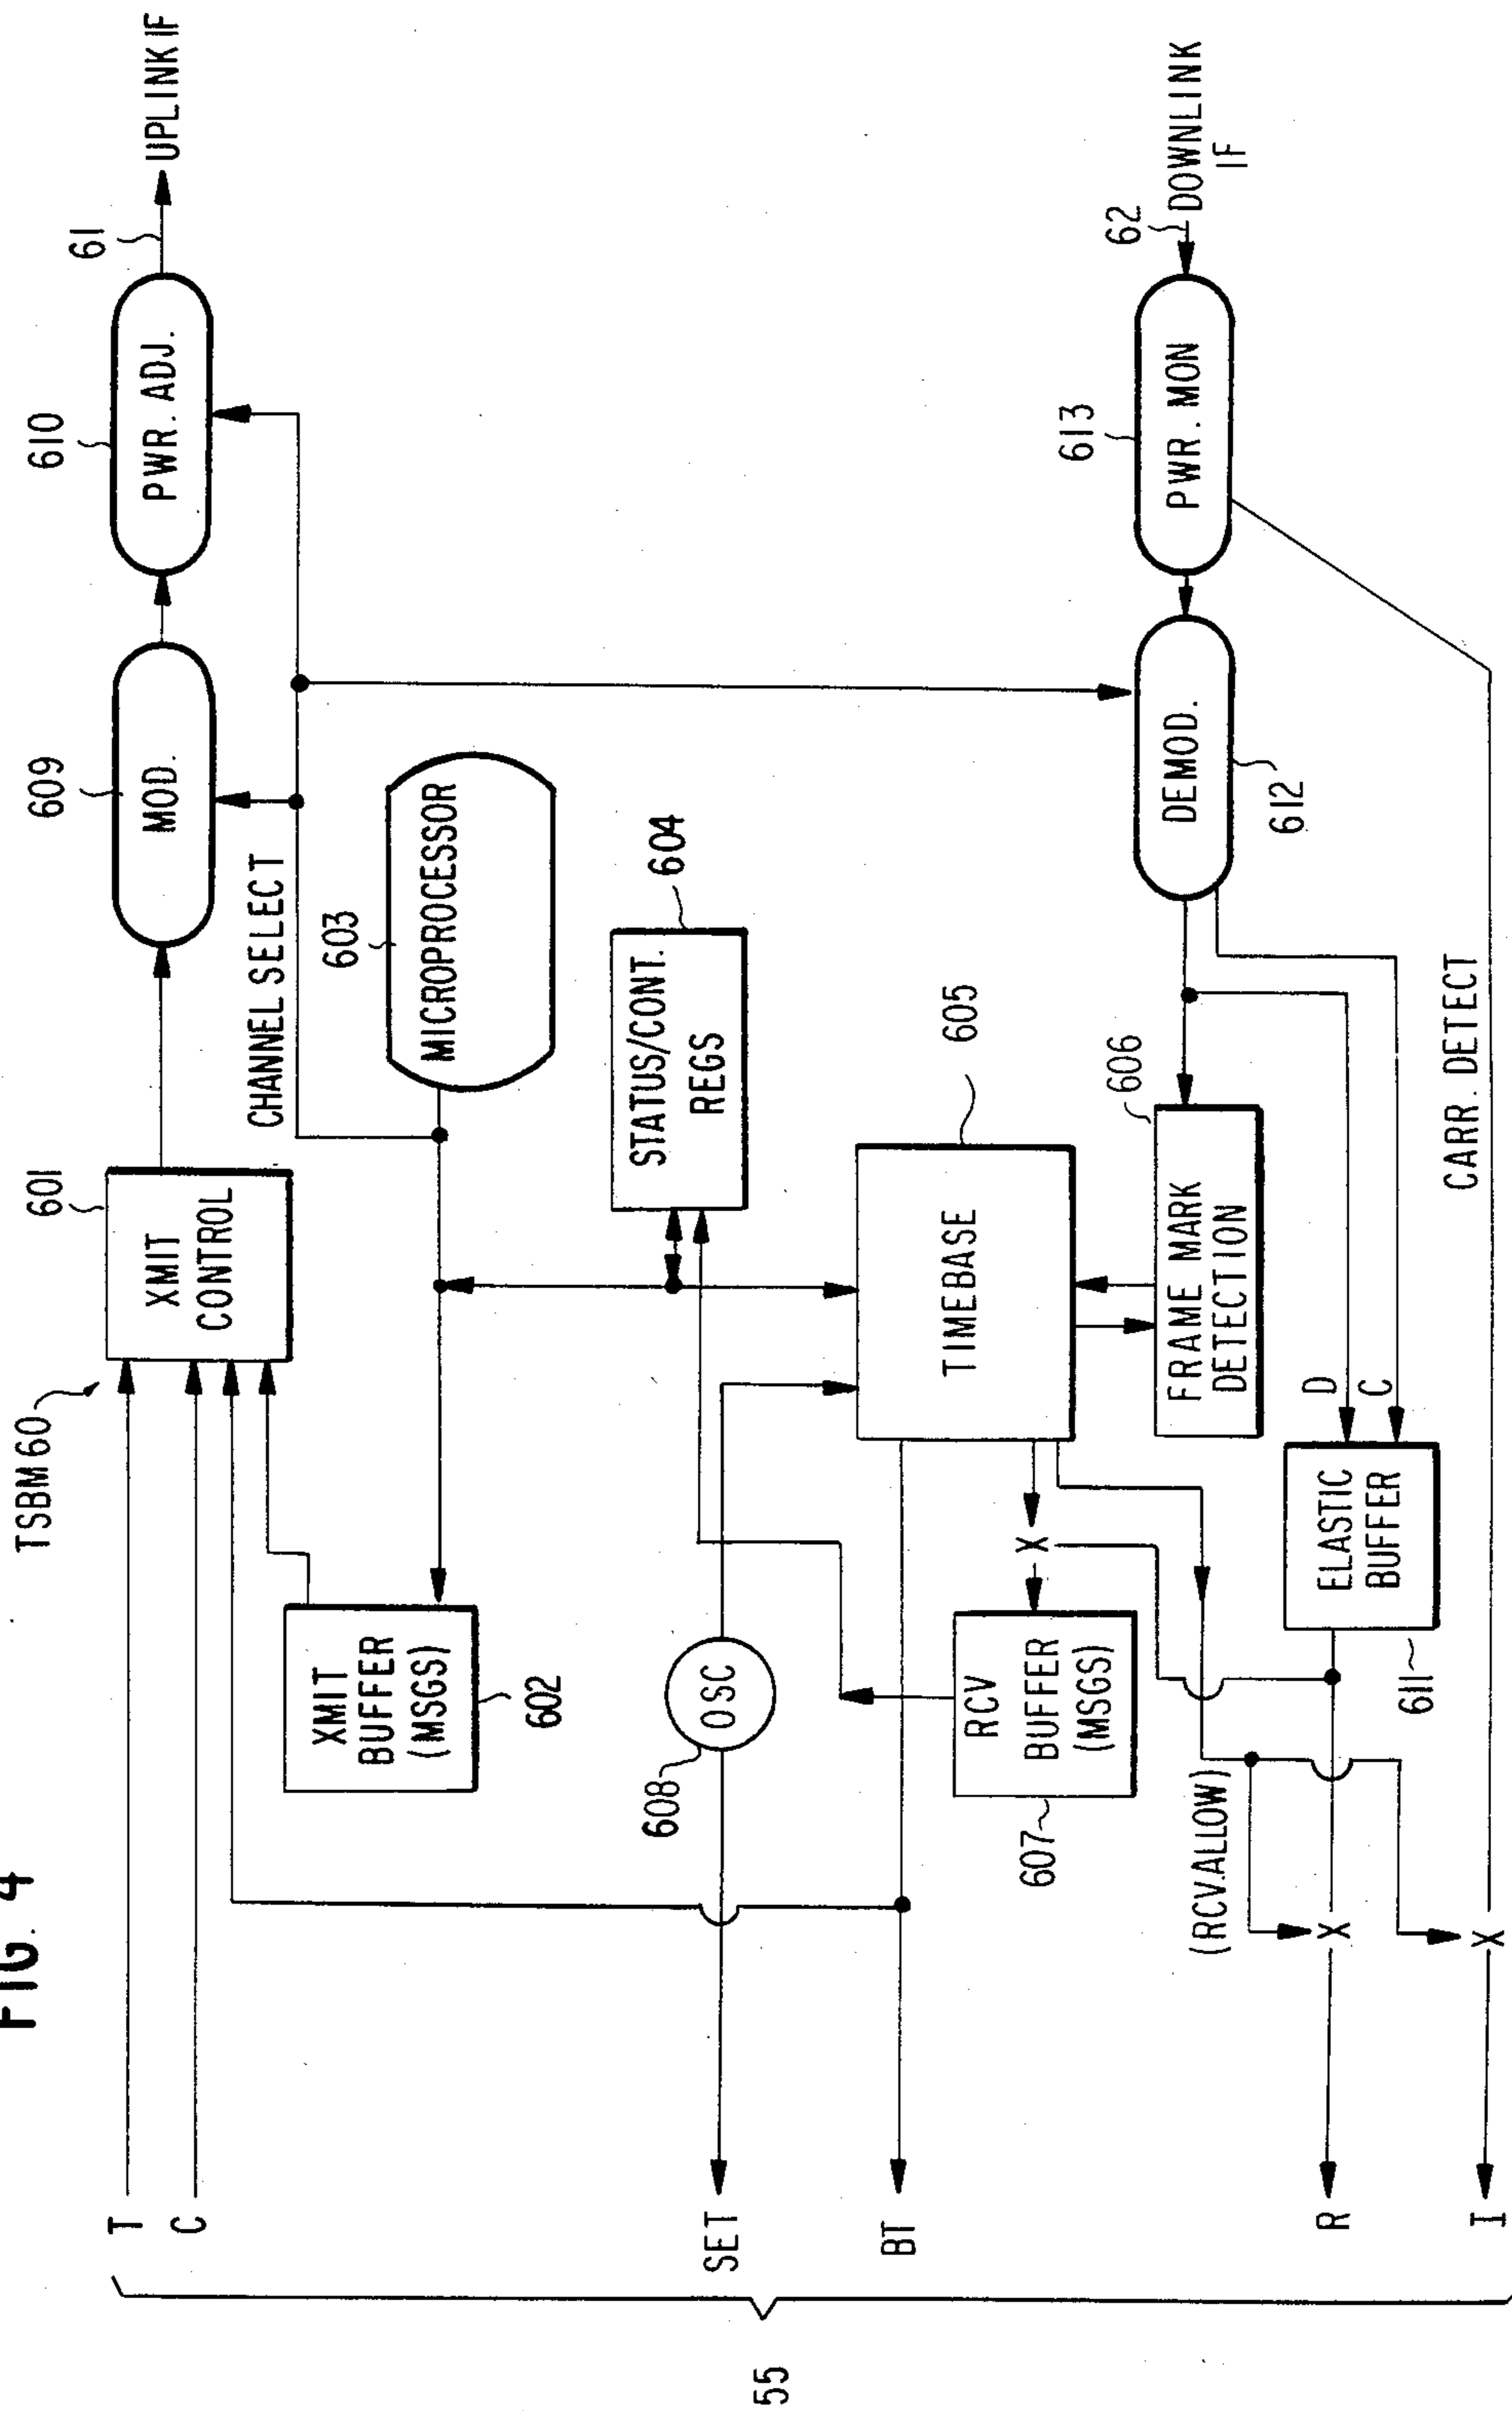 FIG. 4
TSBM 60
T
C
601
XMIT
CONTROL
609
MOD.
610
PWR. ADJ.
61
UPLINK IF
CHANNEL SELECT
XMIT
BUFFER
(MSGS)
602
603
MICROPROCESSOR
604
STATUS/CONT.
REGS
SET
608
OSC
BT
605
TIMEBASE
606
FRAME MARK
DETECTION
X
RCV
BUFFER
(MSGS)
607
(RCV.ALLOW)
ELASTIC
BUFFER
611
D
C
DEMOD.
612
613
PWR. MON
62
DOWNLINK
IF
R
X
I
X
CARR. DETECT
55